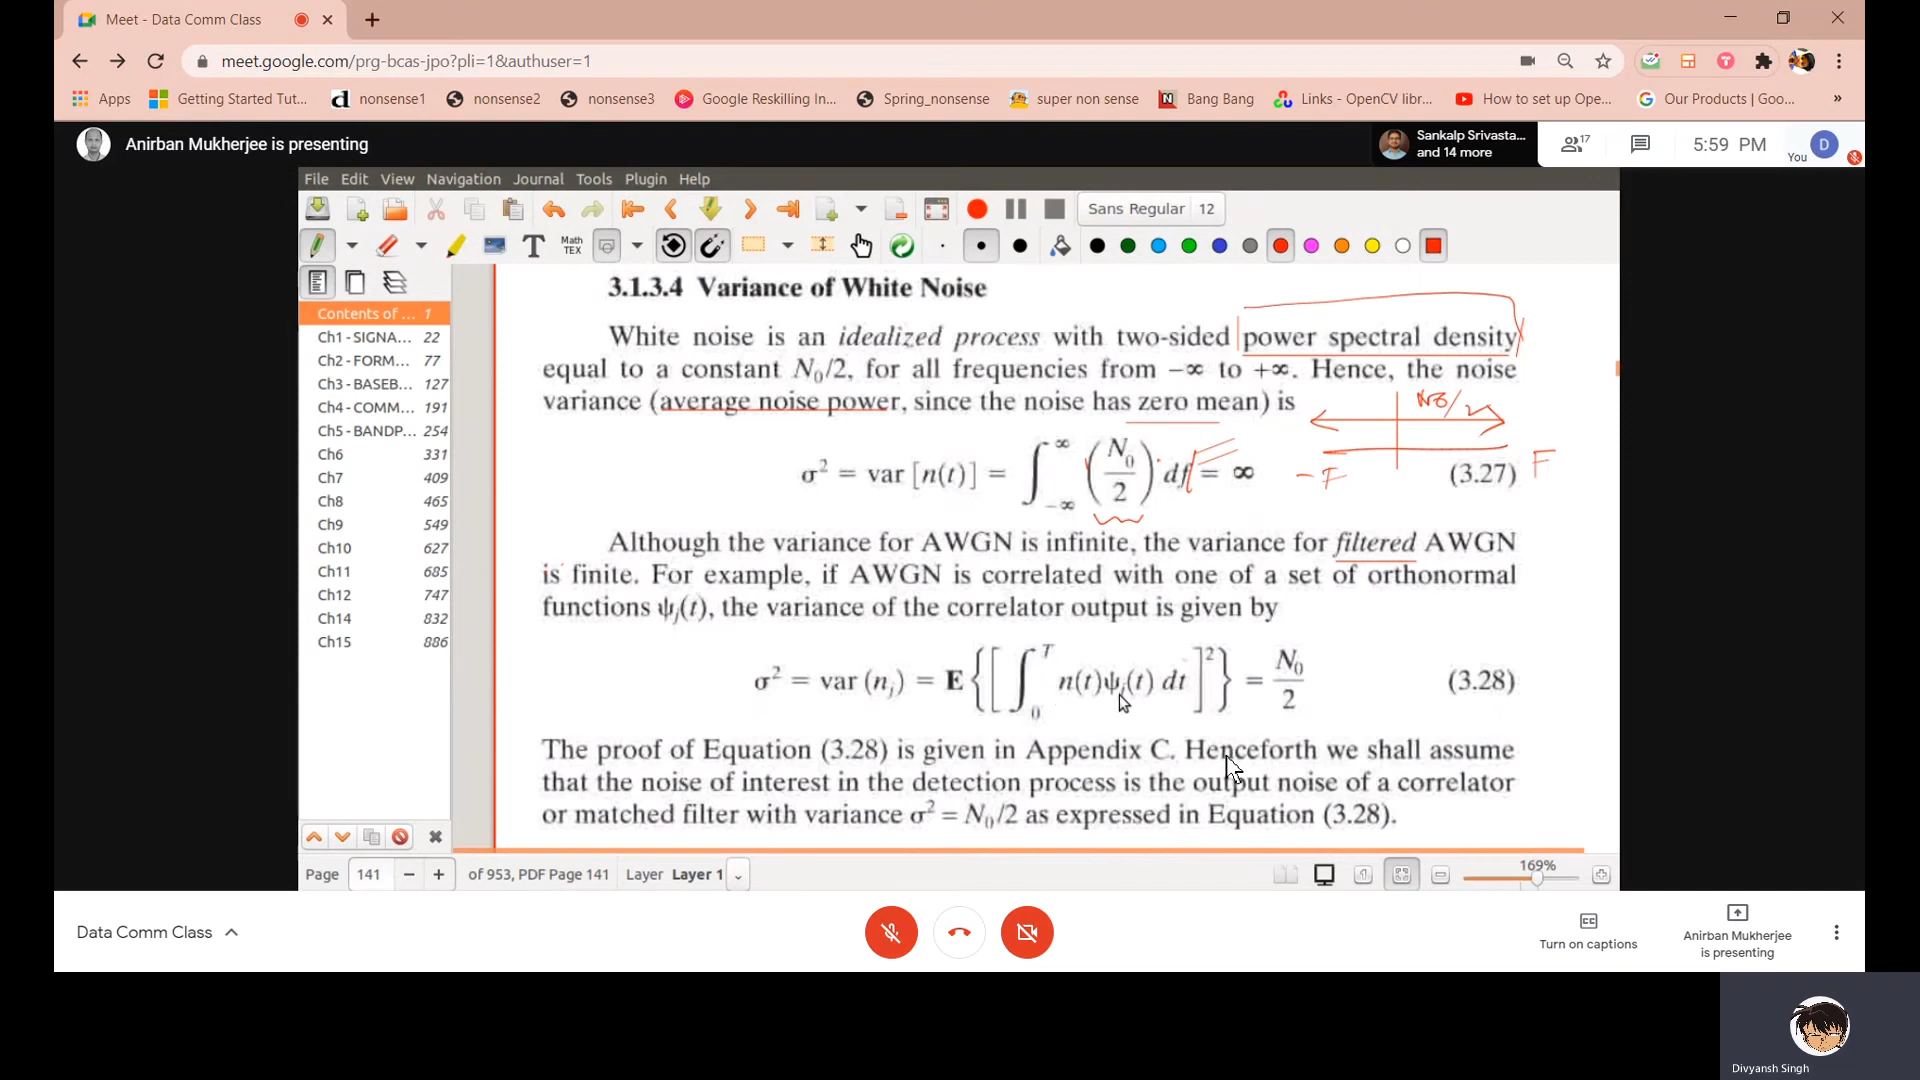 Meet - Data Comm Class
meet.google.com/prg-bcas-jpo?pli=1&authuser=1
Apps Getting Started Tut... nonsense1 nonsense2 nonsense3 Google Reskilling In... Spring_nonsense super non sense Bang Bang Links - OpenCV libr... How to set up Ope... Our Products | Goo... »
Anirban Mukherjee is presenting
Sankalp Srivasta...
and 14 more
17
5:59 PM
You
D
File Edit View Navigation Journal Tools Plugin Help
Sans Regular 12
T Math
TEX
Contents of ... 1
Ch1 - SIGNA... 22
Ch2 - FORM... 77
Ch3 - BASEB... 127
Ch4 - COMM... 191
Ch5 - BANDP... 254
Ch6 331
Ch7 409
Ch8 465
Ch9 549
Ch10 627
Ch11 685
Ch12 747
Ch14 832
Ch15 886
3.1.3.4 Variance of White Noise
White noise is an idealized process with two-sided power spectral density
equal to a constant N₀/2, for all frequencies from −∞ to +∞. Hence, the noise
variance (average noise power, since the noise has zero mean) is
N0/2
σ² = var [n(t)] = ∫_{−∞}^{∞} (N₀/2) df = ∞ (3.27)
-F F
Although the variance for AWGN is infinite, the variance for filtered AWGN
is finite. For example, if AWGN is correlated with one of a set of orthonormal
functions ψⱼ(t), the variance of the correlator output is given by
σ² = var (nⱼ) = E{[∫₀ᵀ n(t)ψⱼ(t) dt]²} = N₀/2 (3.28)
The proof of Equation (3.28) is given in Appendix C. Henceforth we shall assume
that the noise of interest in the detection process is the output noise of a correlator
or matched filter with variance σ² = N₀/2 as expressed in Equation (3.28).
Page 141 of 953, PDF Page 141 Layer Layer 1 169%
Data Comm Class
Turn on captions
Anirban Mukherjee
is presenting
Divyansh Singh